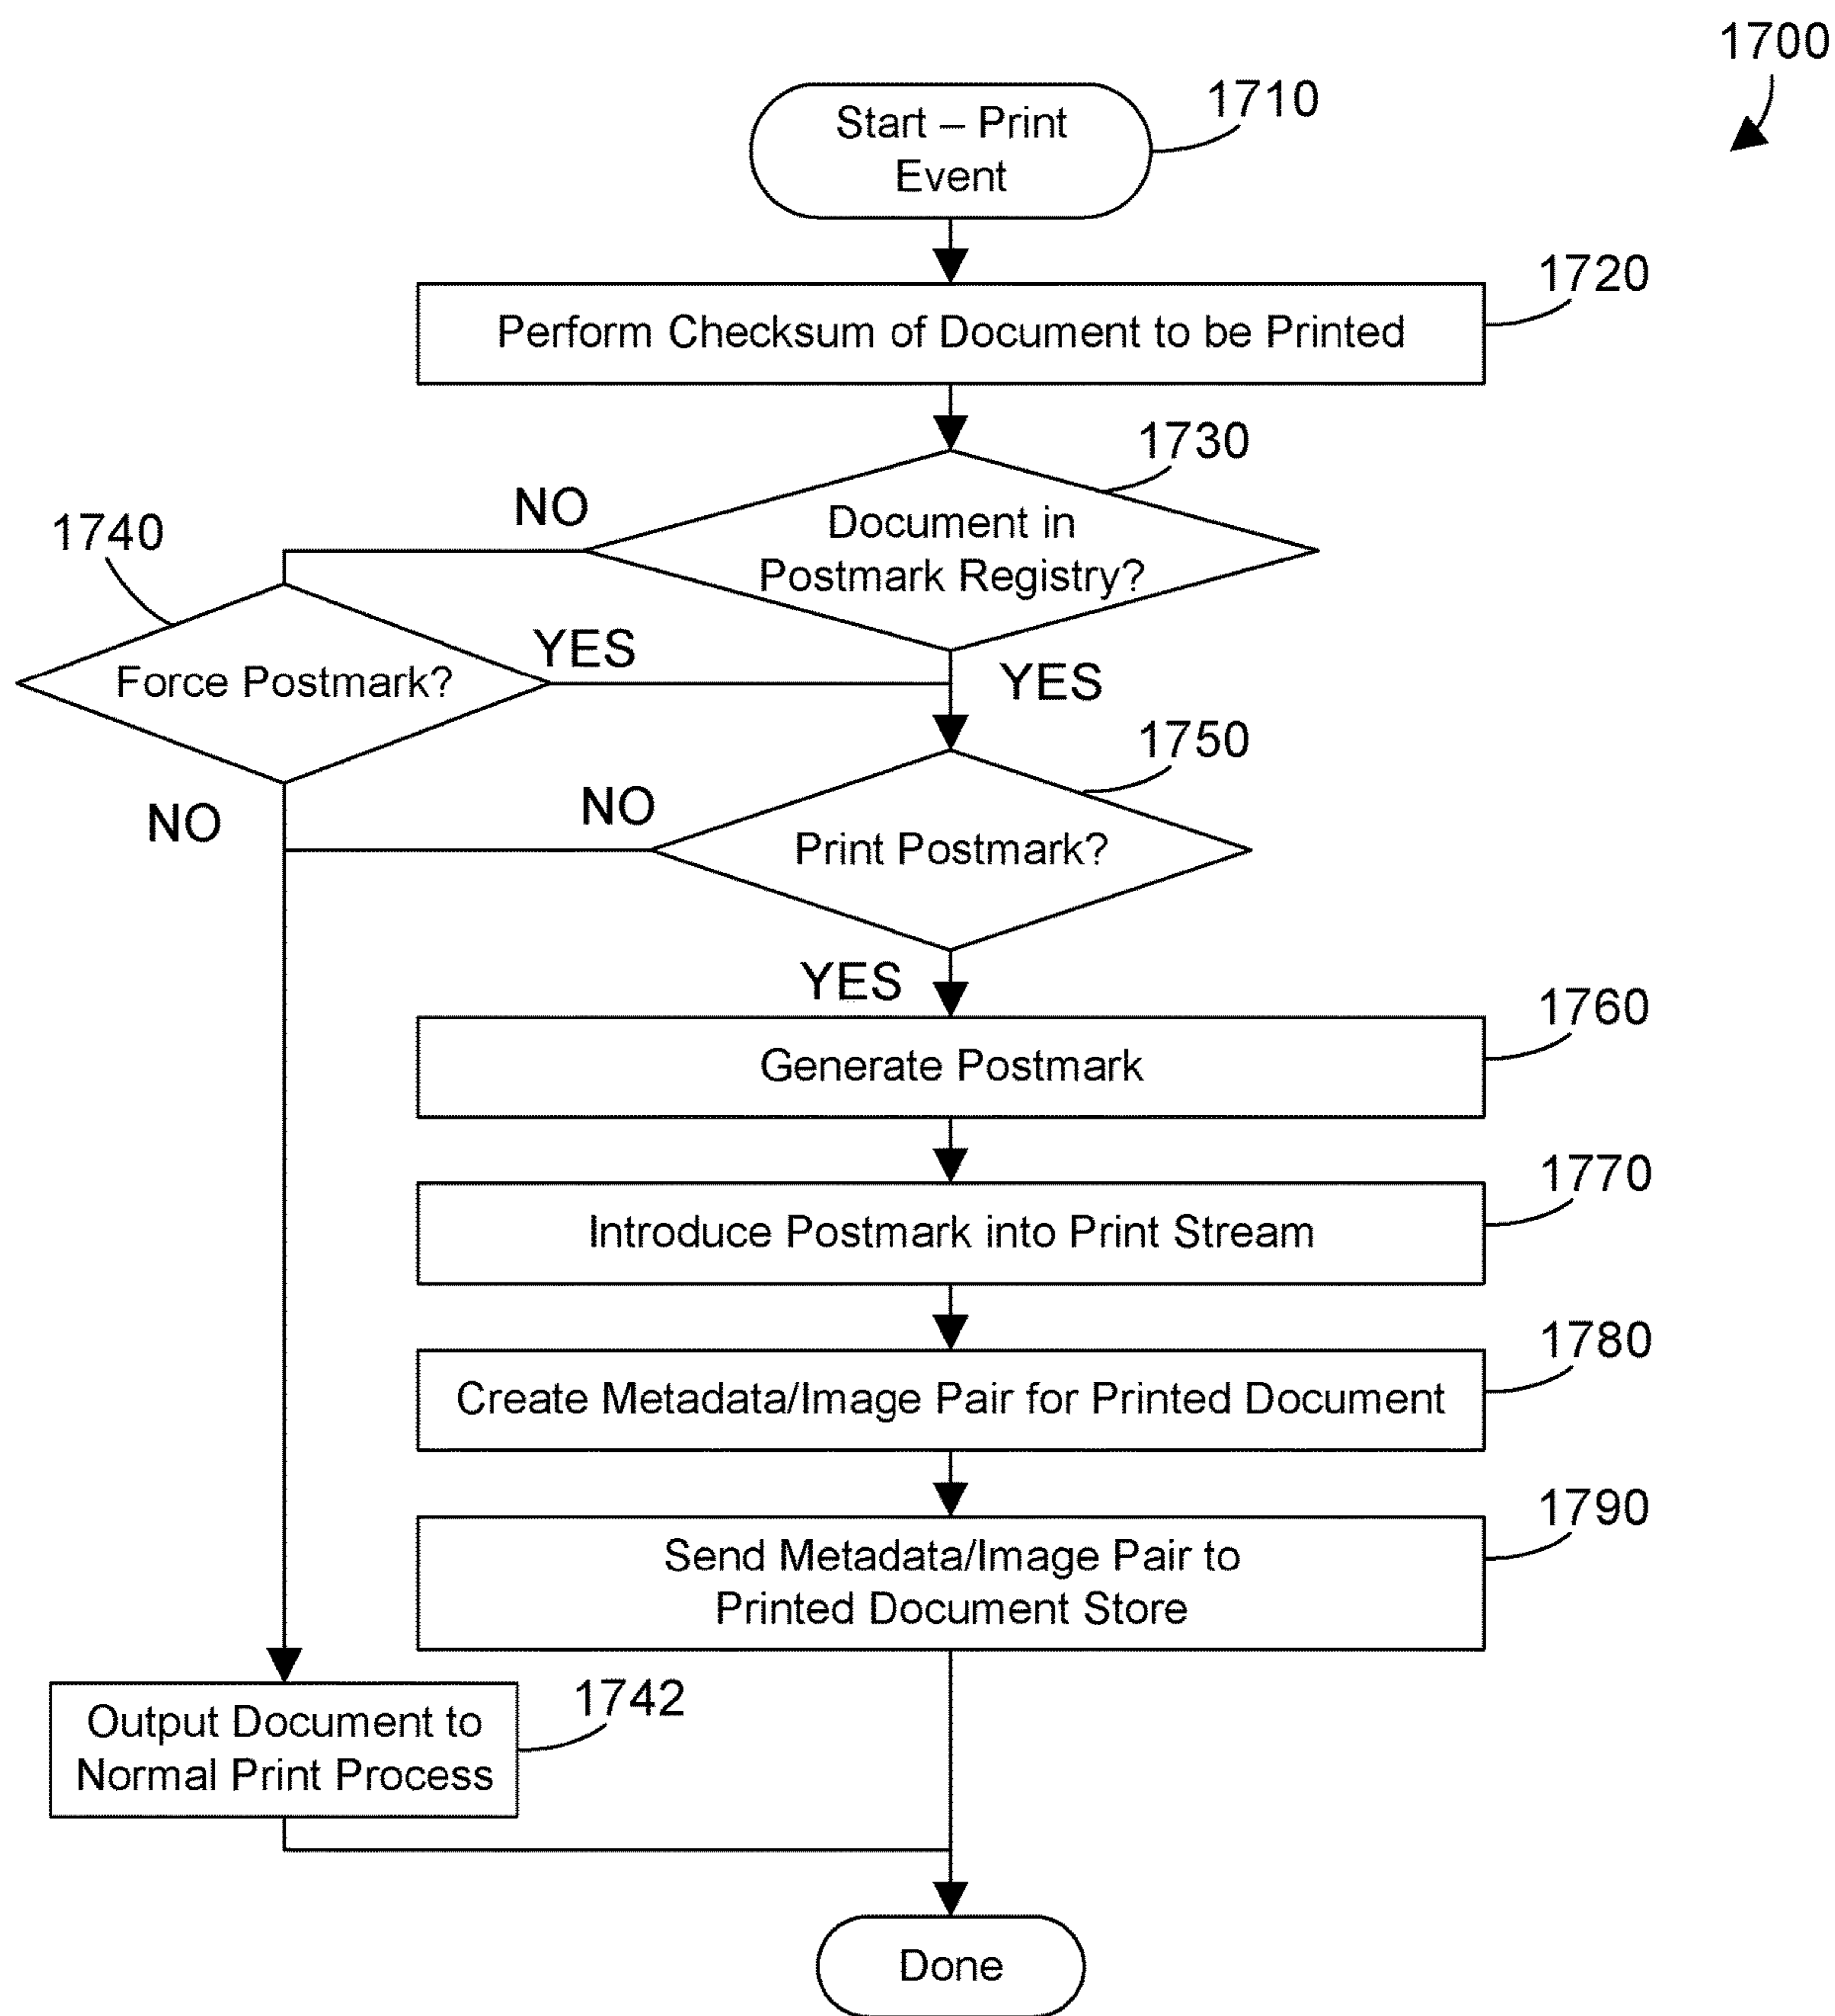 1700
Start – Print
Event
1710
Perform Checksum of Document to be Printed
1720
Document in
Postmark Registry?
1730
NO
YES
1740
Force Postmark?
YES
NO
1750
Print Postmark?
NO
YES
Generate Postmark
1760
Introduce Postmark into Print Stream
1770
Create Metadata/Image Pair for Printed Document
1780
Send Metadata/Image Pair to
Printed Document Store
1790
Output Document to
Normal Print Process
1742
Done